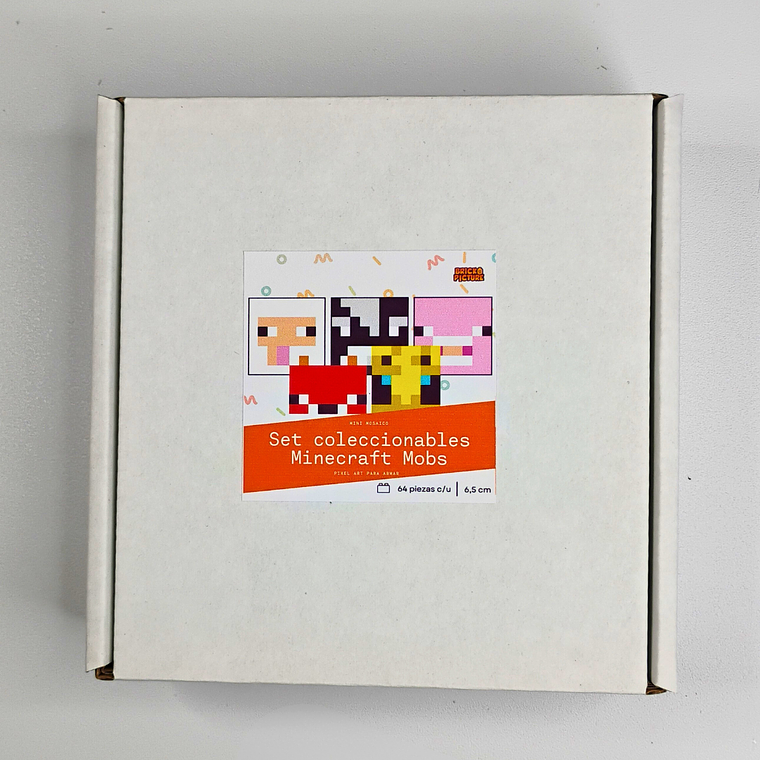 BRICK
PICTURE
MINI MOSAICO
Set coleccionables
Minecraft Mobs
PIXEL ART PARA ARMAR
64 piezas c/u | 6,5 cm